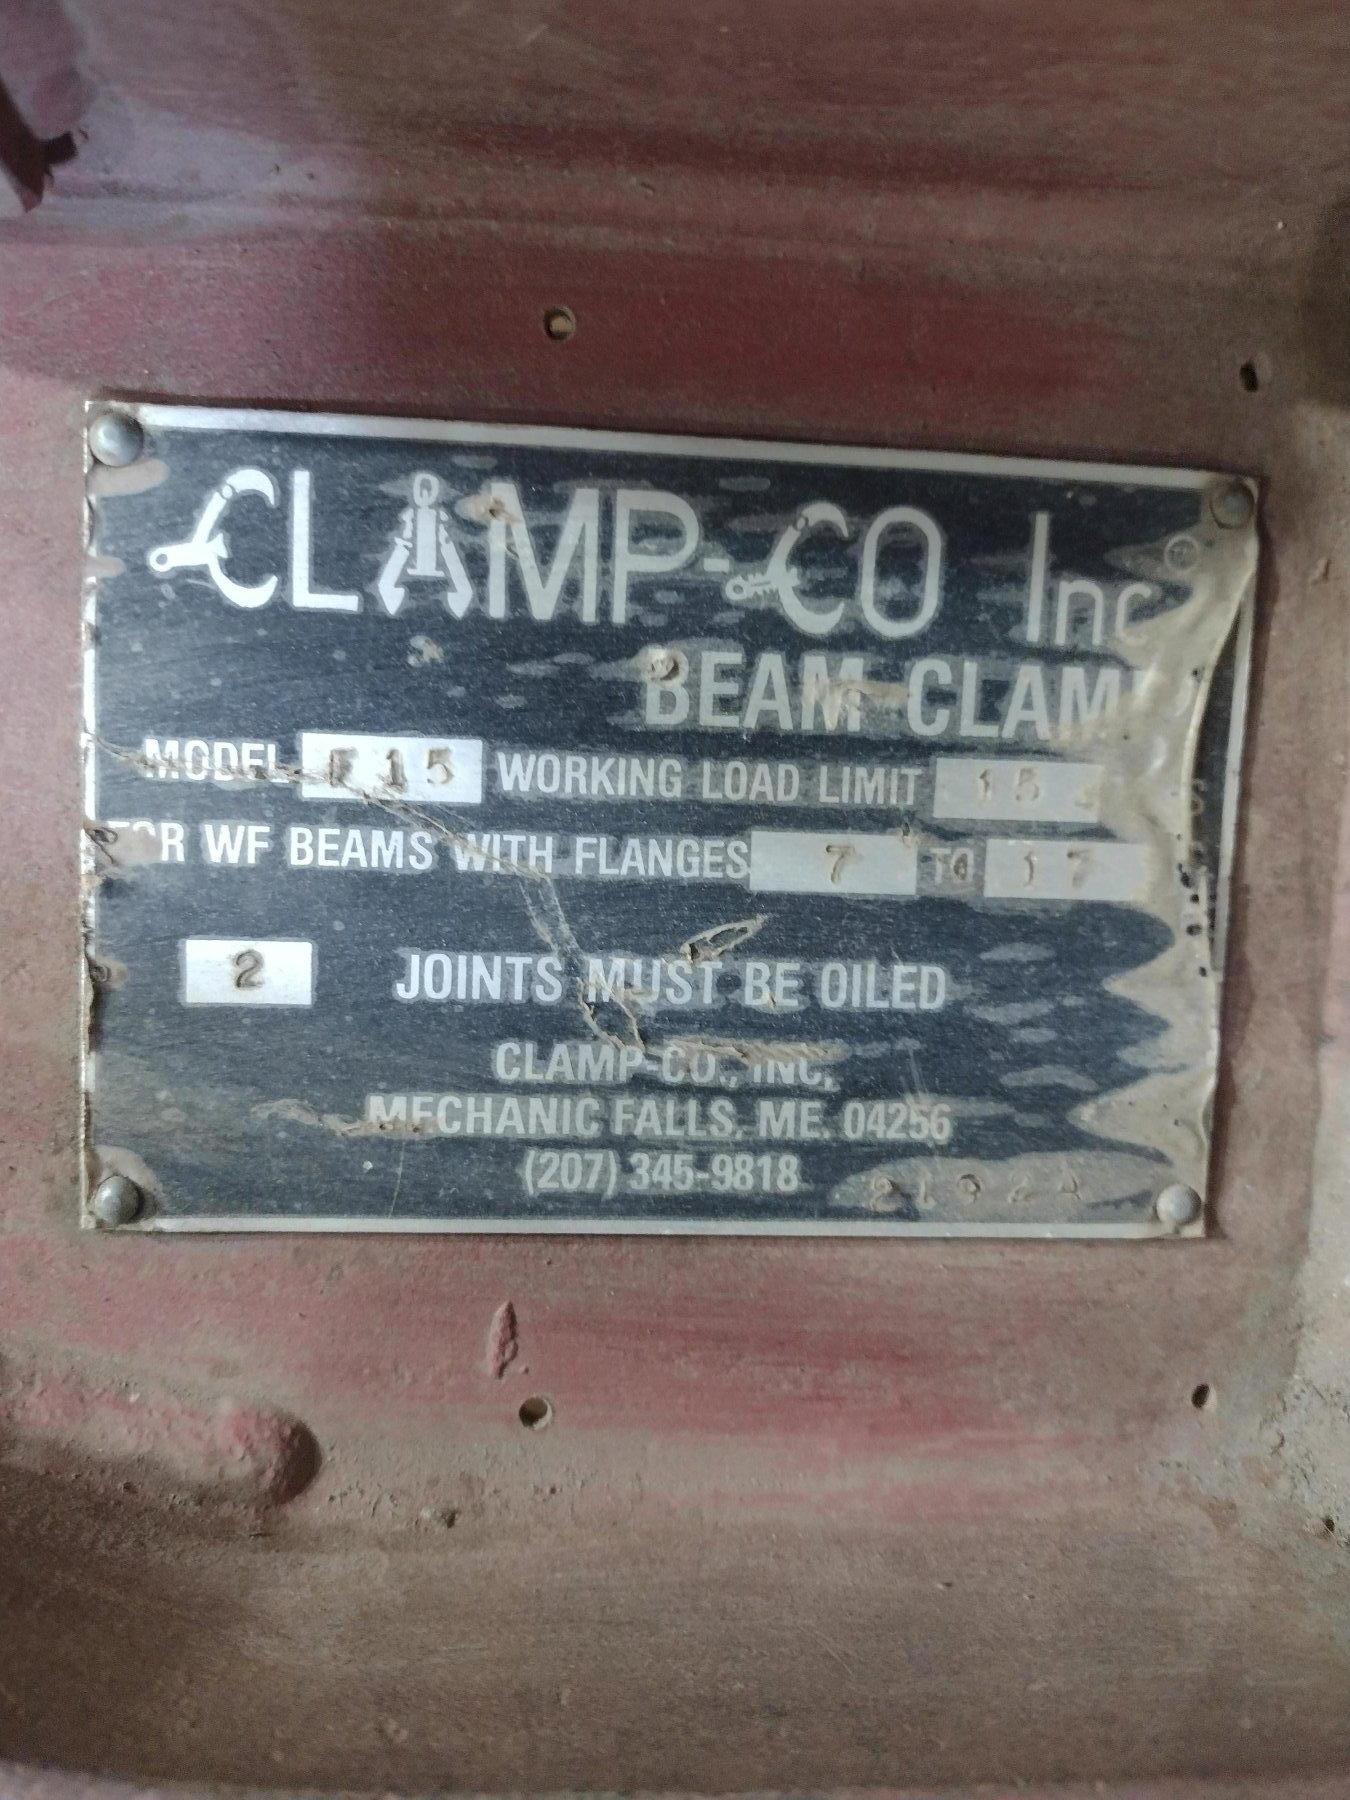 CLAMP-CO Inc
BEAM CLAMP
MODEL F15 WORKING LOAD LIMIT 15
FOR WF BEAMS WITH FLANGES 7 TO 17
2 JOINTS MUST BE OILED
CLAMP-CO., INC.
MECHANIC FALLS, ME. 04256
(207) 345-9818